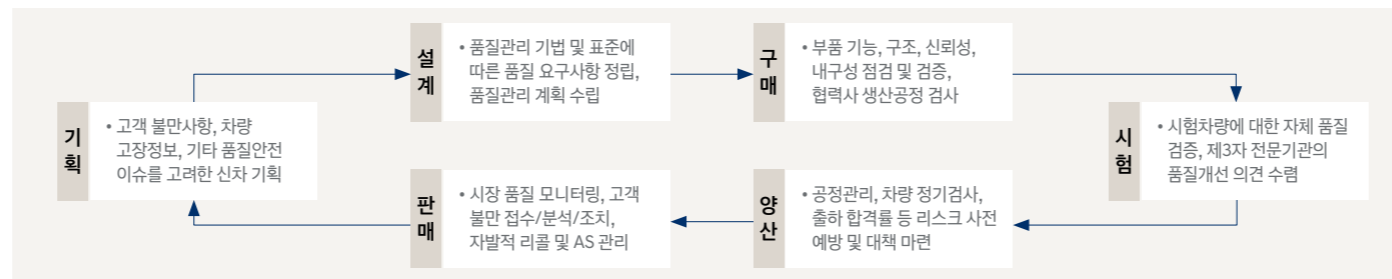 기획
• 고객 불만사항, 차량
고장정보, 기타 품질안전
이슈를 고려한 신차 기획
설계
• 품질관리 기법 및 표준에
따른 품질 요구사항 정립,
품질관리 계획 수립
구매
• 부품 기능, 구조, 신뢰성,
내구성 점검 및 검증,
협력사 생산공정 검사
시험
• 시험차량에 대한 자체 품질
검증, 제3자 전문기관의
품질개선 의견 수렴
양산
• 공정관리, 차량 정기검사,
출하 합격률 등 리스크 사전
예방 및 대책 마련
판매
• 시장 품질 모니터링, 고객
불만 접수/분석/조치,
자발적 리콜 및 AS 관리